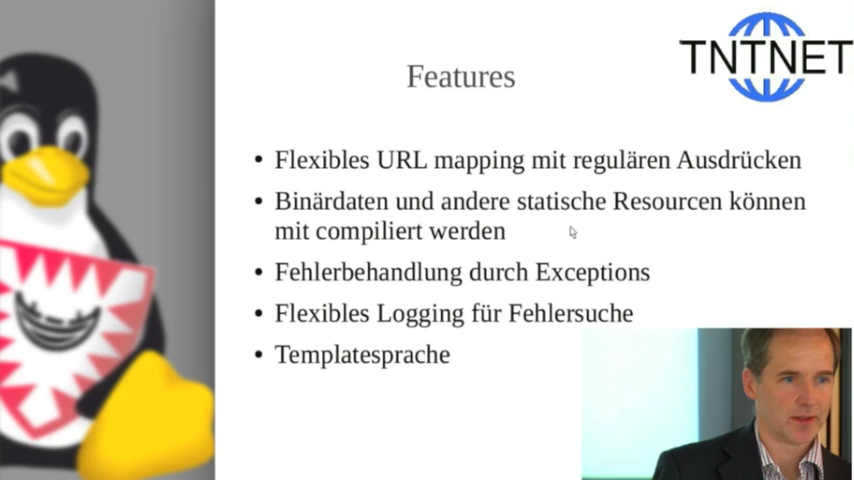 TNTNET
Features
• Flexibles URL mapping mit regulären Ausdrücken
• Binärdaten und andere statische Resourcen können
mit compiliert werden
• Fehlerbehandlung durch Exceptions
• Flexibles Logging für Fehlersuche
• Templatesprache